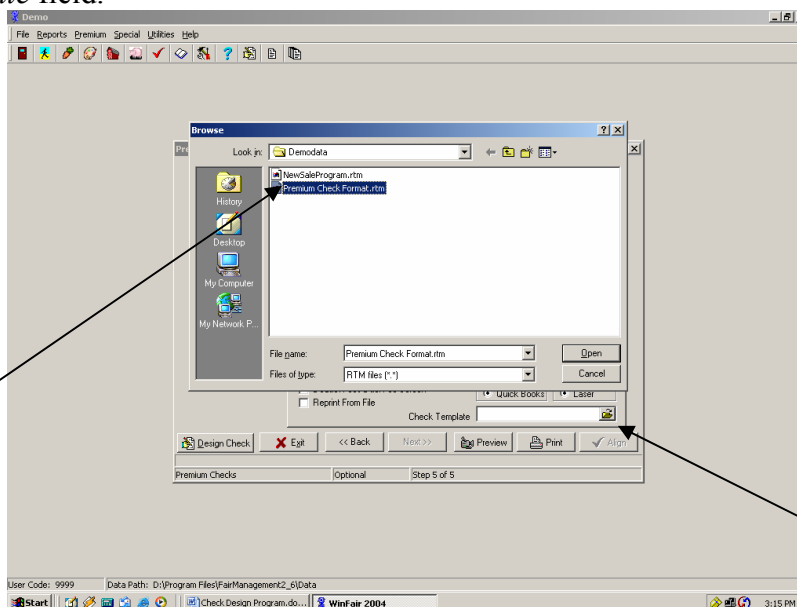 field.
Demo
File Reports Premium Special Utilities Help
Browse
Look in: Demodata
History
Desktop
My Computer
My Network P...
NewSaleProgram.rtm
Premium Check Format.rtm
File name: Premium Check Format.rtm Open
Files of type: RTM files (*.*) Cancel
Quick Books Laser
Reprint From File
Check Template
Design Check Exit << Back Next >> Preview Print Align
Premium Checks Optional Step 5 of 5
User Code: 9999 Data Path: D:\Program Files\FairManagement2_6\Data
Start Check Design Program.do... WinFair 2004 3:15 PM